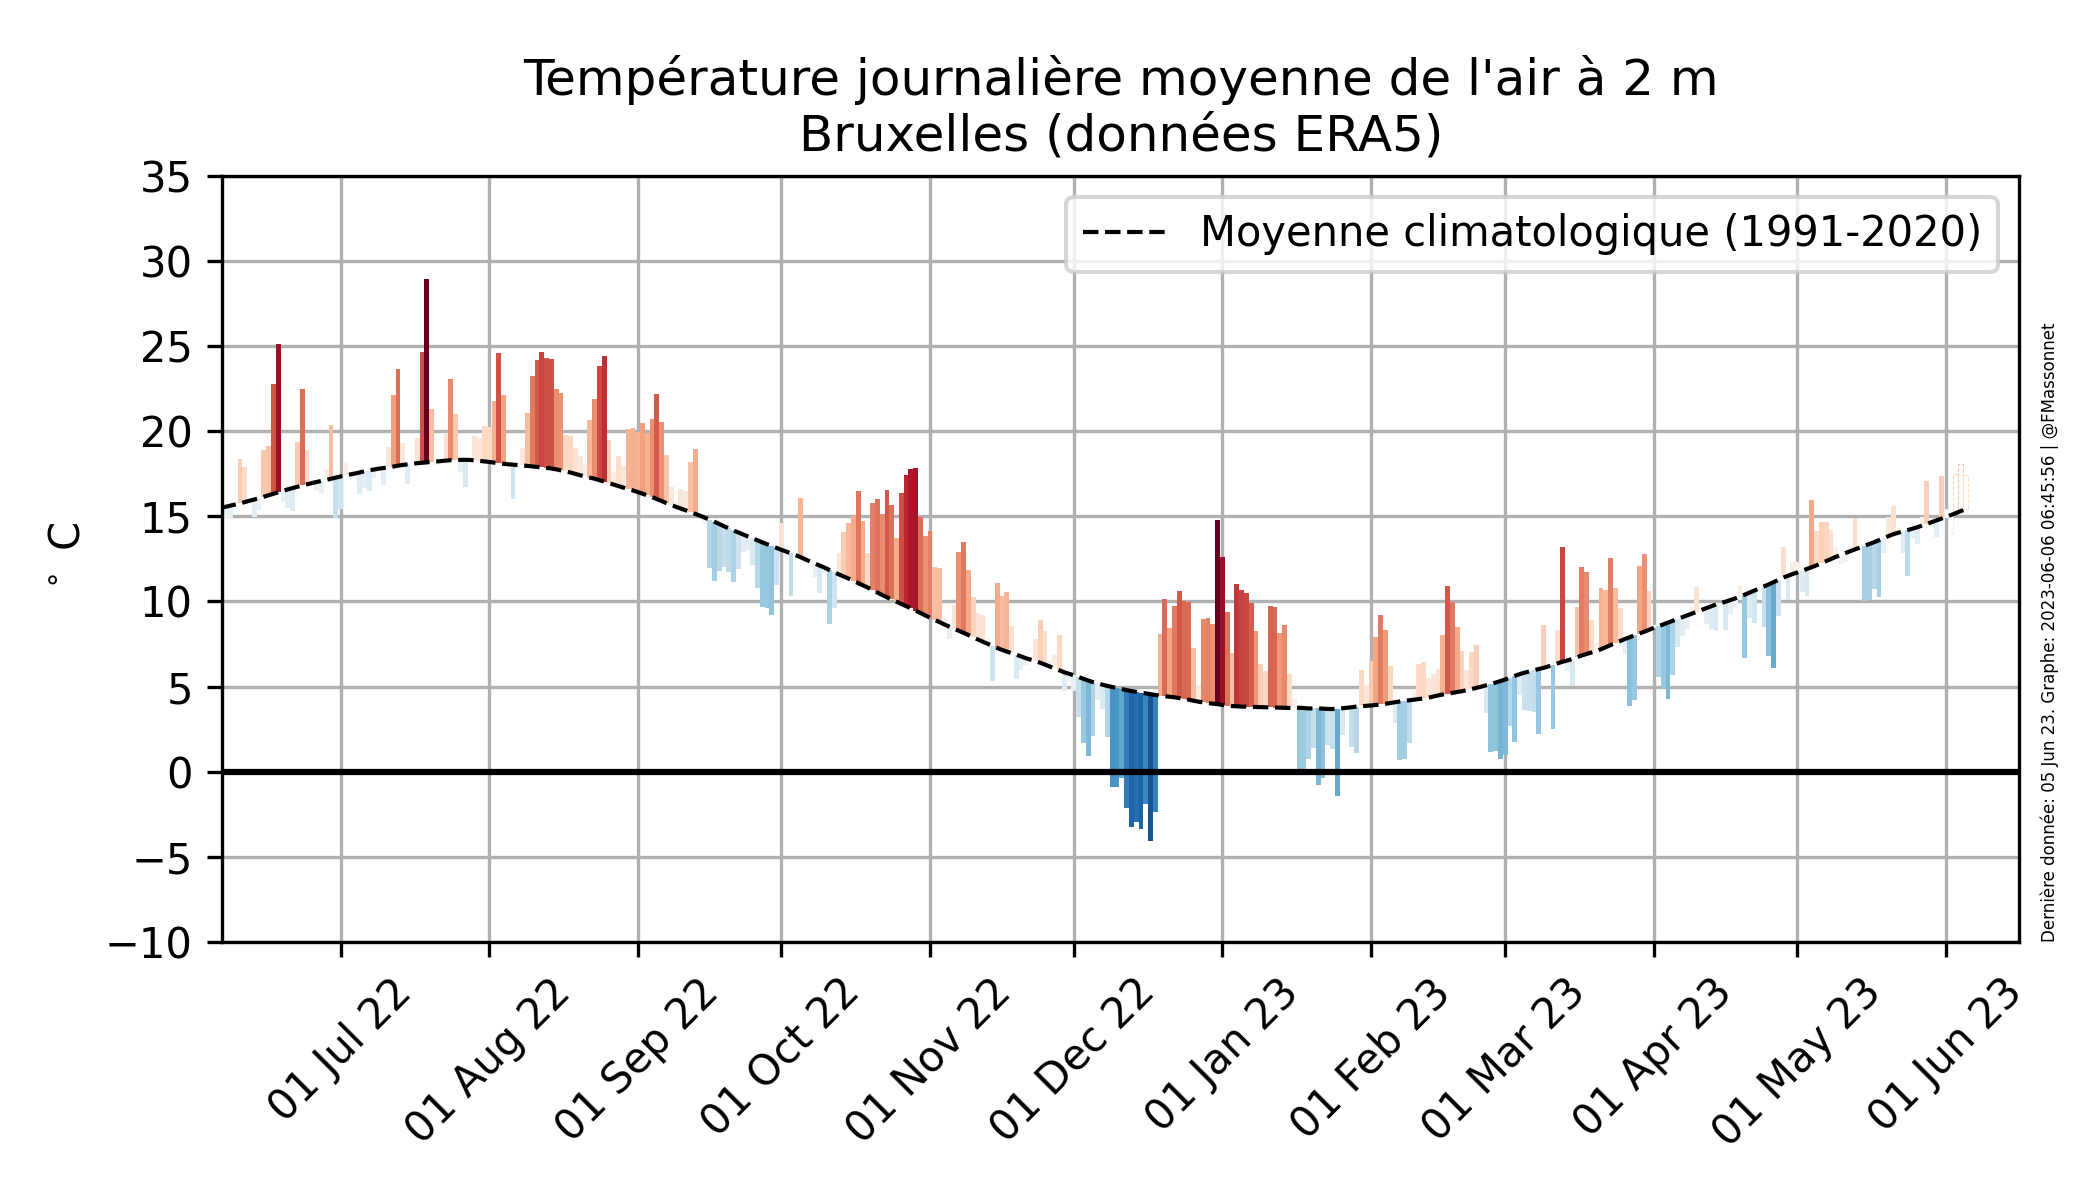 Température journalière moyenne de l'air à 2 m
Bruxelles (données ERA5)
Moyenne climatologique (1991-2020)
35
30
25
20
15
10
5
0
−5
−10
° C
01 Jul 22
01 Aug 22
01 Sep 22
01 Oct 22
01 Nov 22
01 Dec 22
01 Jan 23
01 Feb 23
01 Mar 23
01 Apr 23
01 May 23
01 Jun 23
Dernière donnée: 05 Jun 23. Graphe: 2023-06-06 06:45:56 | @FMassonnet